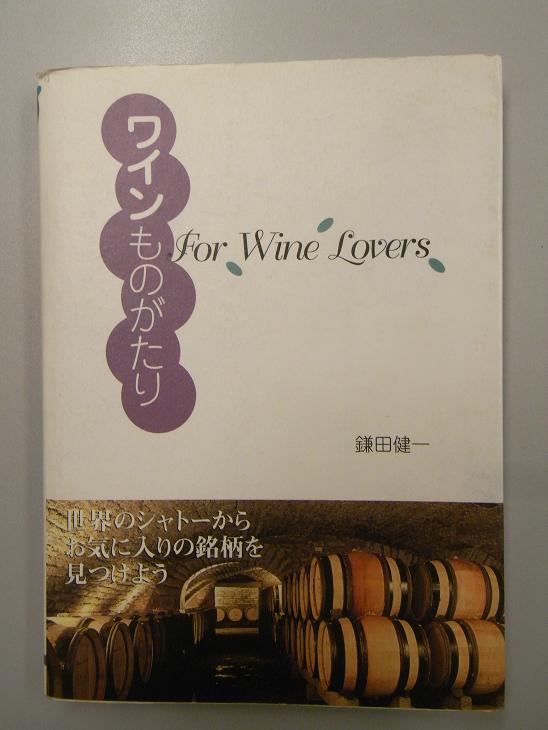 ワインものがたり
For Wine Lovers
鎌田健一
世界のシャトーから
お気に入りの銘柄を
見つけよう